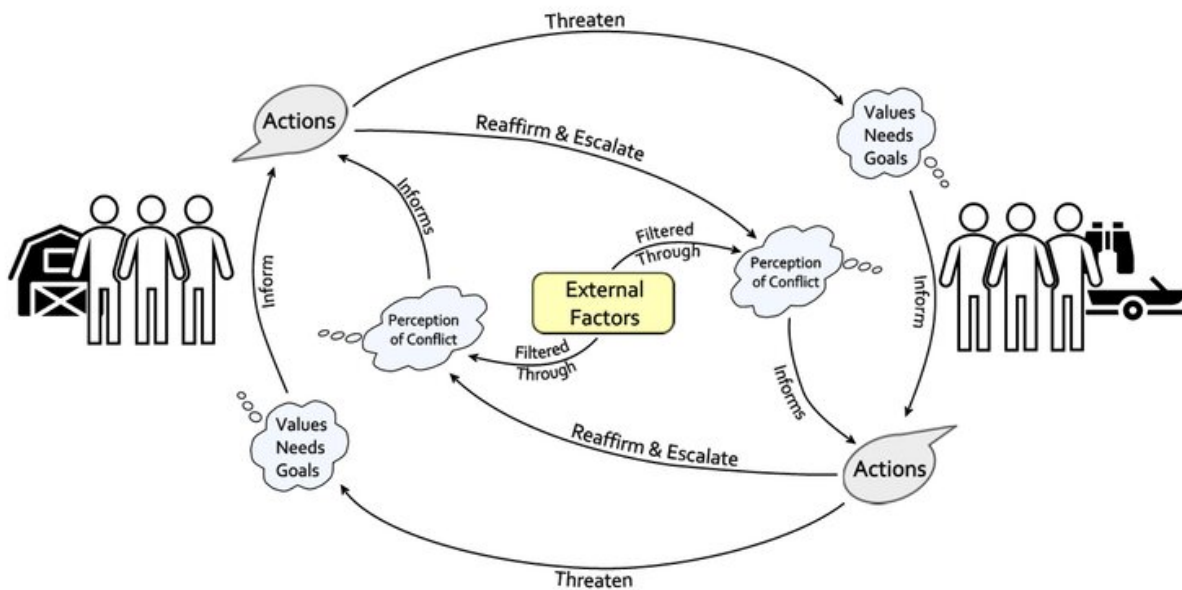 Threaten
Actions
Values
Needs
Goals
Reaffirm & Escalate
Informs
Filtered
Through
Perception
of Conflict
Inform
External
Factors
Inform
Perception
of Conflict
Filtered
Through
Informs
Values
Needs
Goals
Reaffirm & Escalate
Actions
Threaten